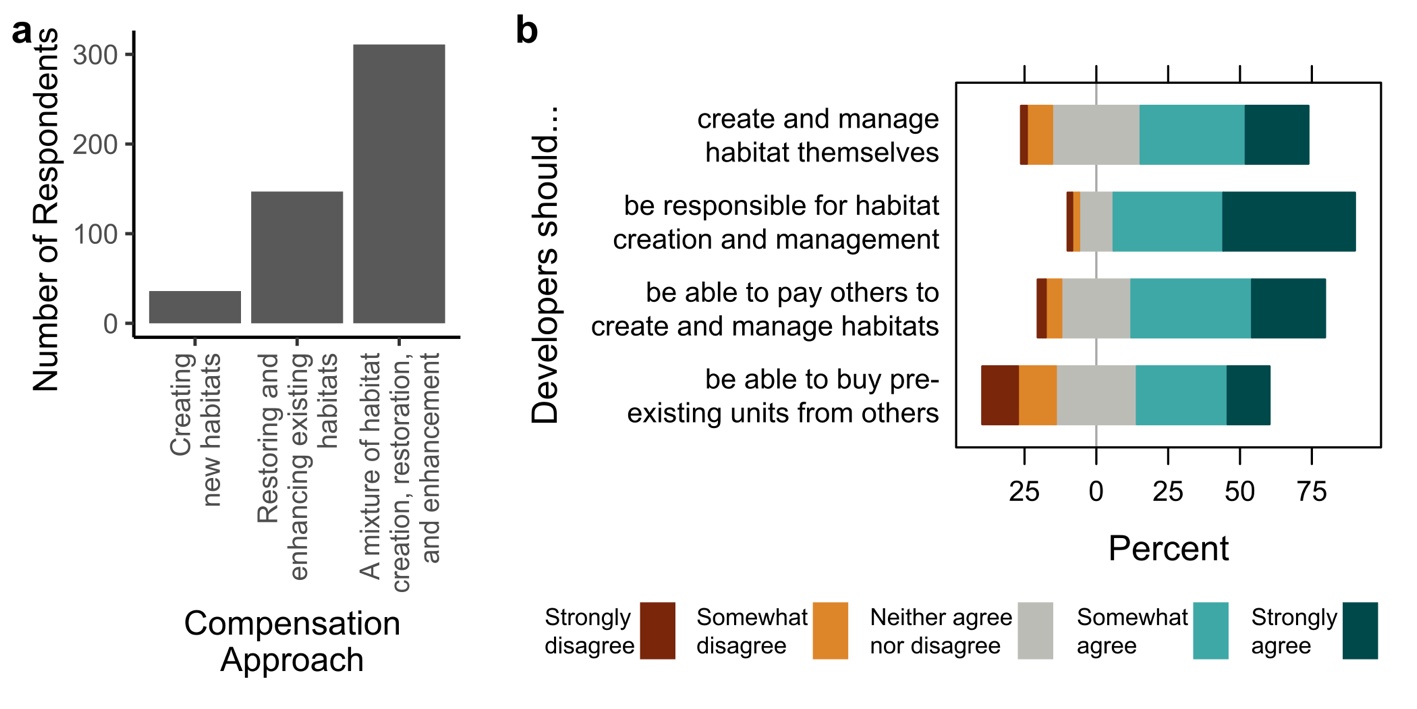 a
Number of Respondents
300
200
100
0
Creating
new habitats
Restoring and
enhancing existing
habitats
A mixture of habitat
creation, restoration,
and enhancement
Compensation
Approach
b
Developers should...
create and manage
habitat themselves
be responsible for habitat
creation and management
be able to pay others to
create and manage habitats
be able to buy pre-
existing units from others
25 0 25 50 75
Percent
Strongly
disagree
Somewhat
disagree
Neither agree
nor disagree
Somewhat
agree
Strongly
agree